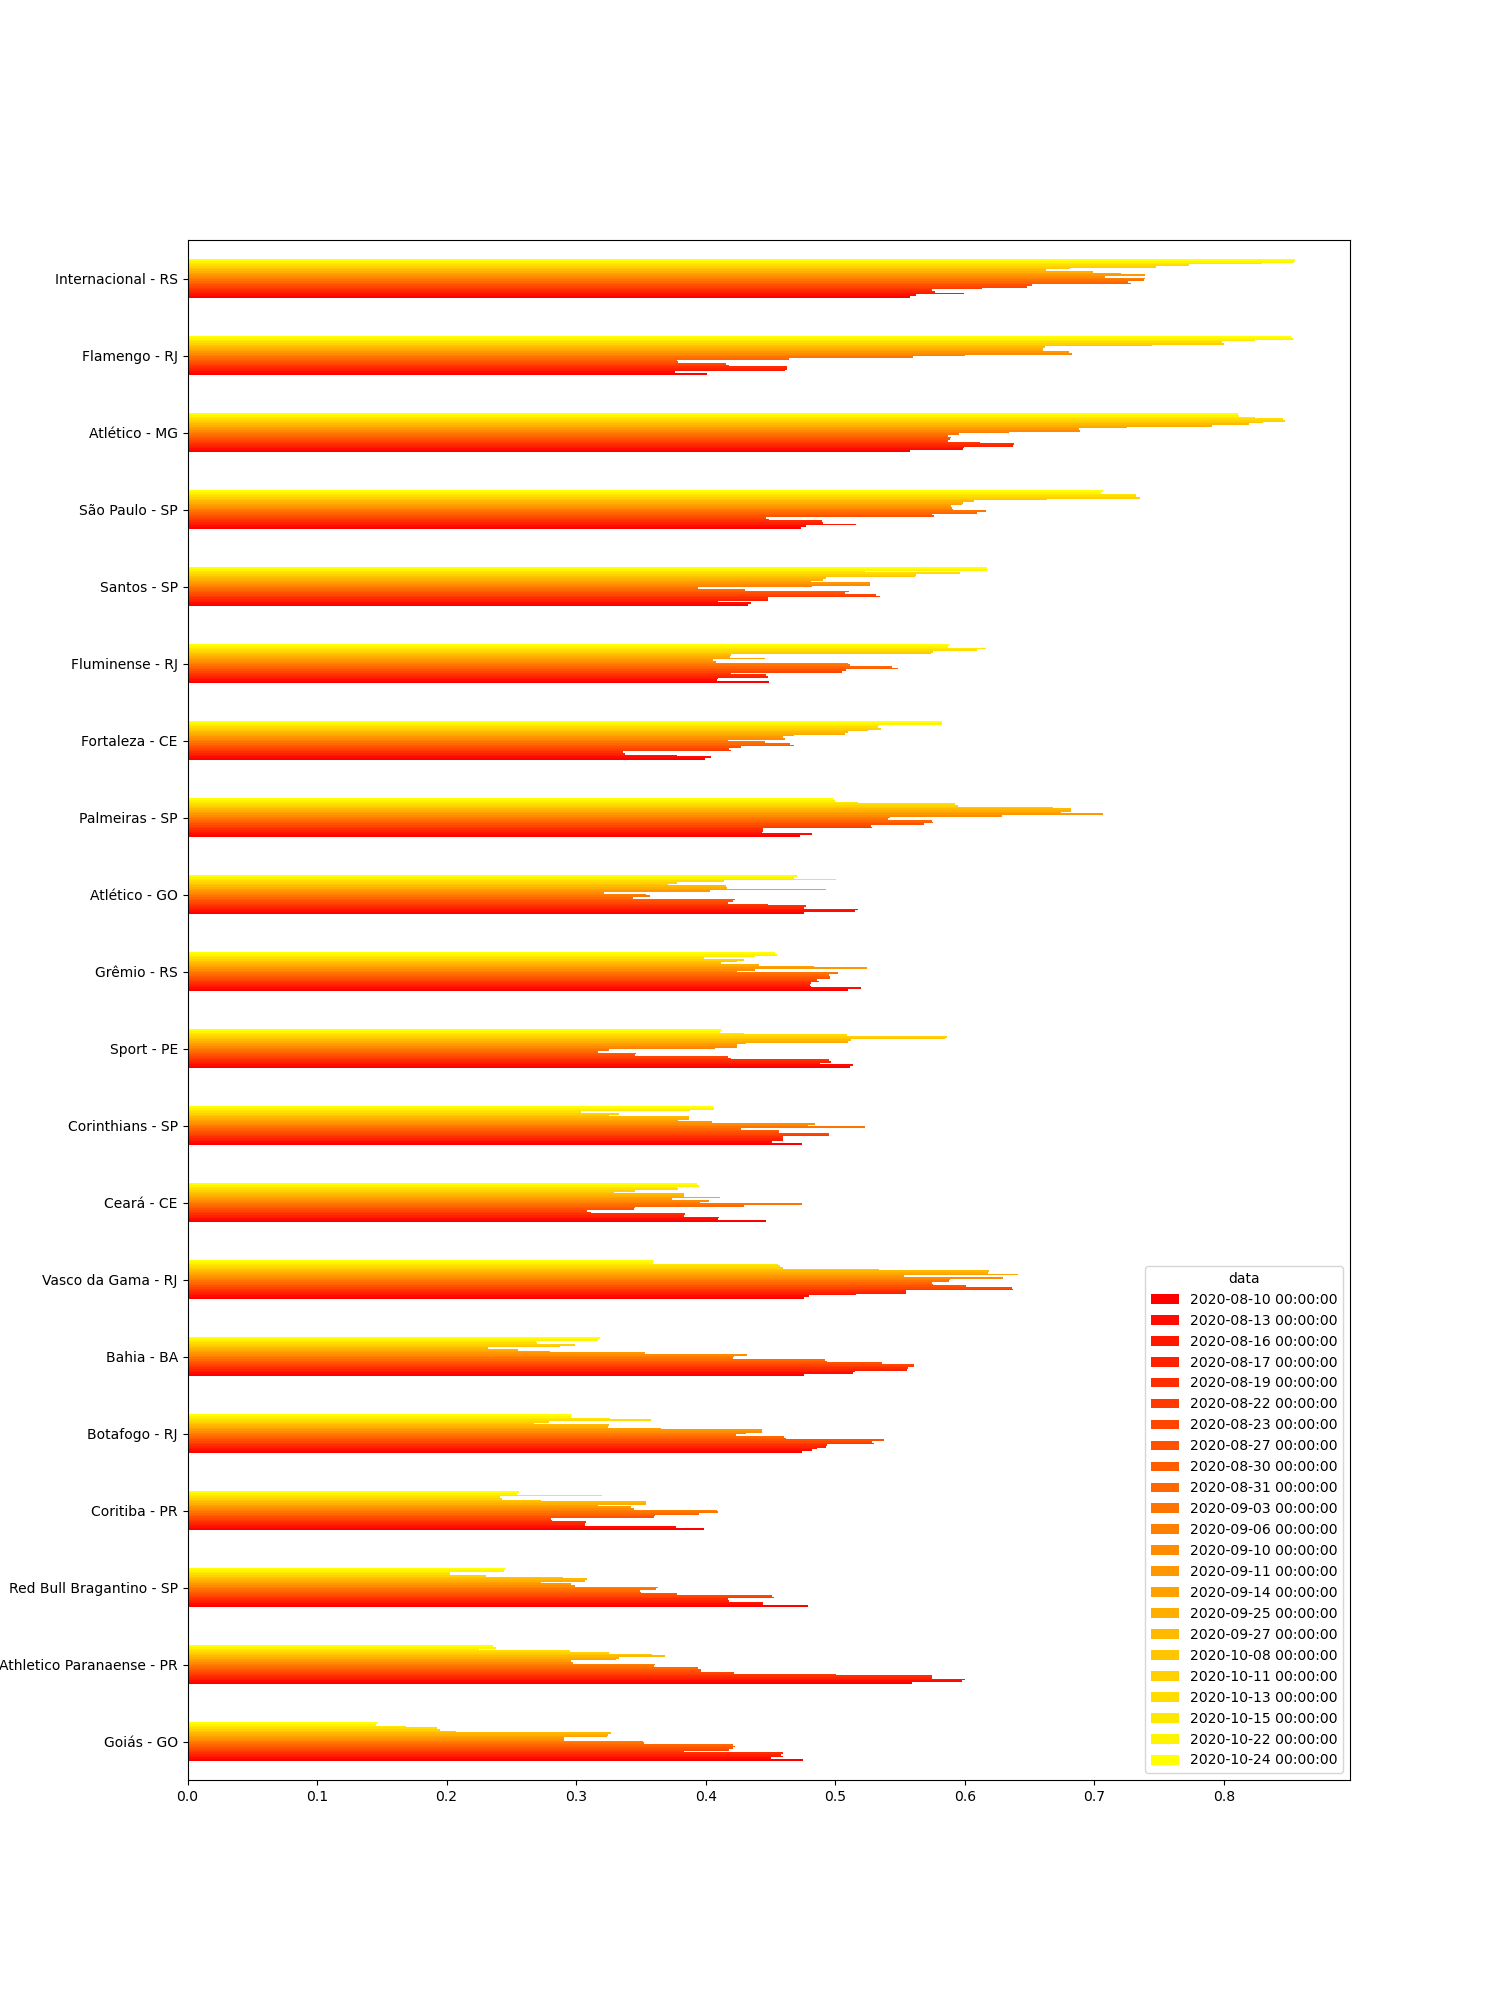 Internacional - RS
Flamengo - RJ
Atlético - MG
São Paulo - SP
Santos - SP
Fluminense - RJ
Fortaleza - CE
Palmeiras - SP
Atlético - GO
Grêmio - RS
Sport - PE
Corinthians - SP
Ceará - CE
Vasco da Gama - RJ
Bahia - BA
Botafogo - RJ
Coritiba - PR
Red Bull Bragantino - SP
Athletico Paranaense - PR
Goiás - GO
0.0 0.1 0.2 0.3 0.4 0.5 0.6 0.7 0.8
data
2020-08-10 00:00:00
2020-08-13 00:00:00
2020-08-16 00:00:00
2020-08-17 00:00:00
2020-08-19 00:00:00
2020-08-22 00:00:00
2020-08-23 00:00:00
2020-08-27 00:00:00
2020-08-30 00:00:00
2020-08-31 00:00:00
2020-09-03 00:00:00
2020-09-06 00:00:00
2020-09-10 00:00:00
2020-09-11 00:00:00
2020-09-14 00:00:00
2020-09-25 00:00:00
2020-09-27 00:00:00
2020-10-08 00:00:00
2020-10-11 00:00:00
2020-10-13 00:00:00
2020-10-15 00:00:00
2020-10-22 00:00:00
2020-10-24 00:00:00